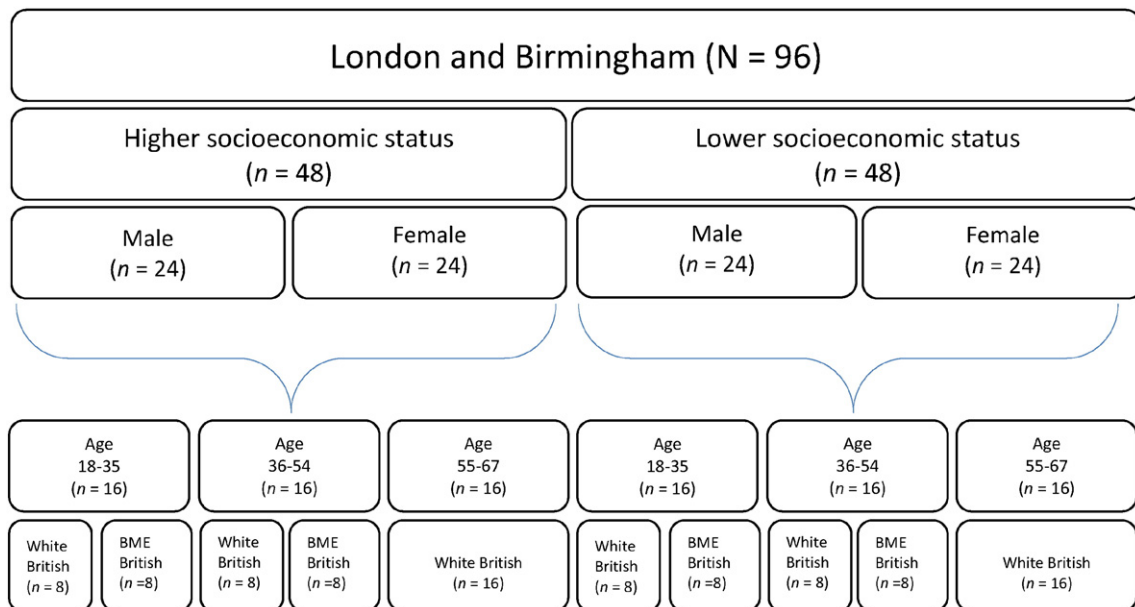 London and Birmingham (N = 96)
Higher socioeconomic status
(n = 48)
Lower socioeconomic status
(n = 48)
Male
(n = 24)
Female
(n = 24)
Male
(n = 24)
Female
(n = 24)
Age
18-35
(n = 16)
Age
36-54
(n = 16)
Age
55-67
(n = 16)
Age
18-35
(n = 16)
Age
36-54
(n = 16)
Age
55-67
(n = 16)
White
British
(n = 8)
BME
British
(n =8)
White
British
(n = 8)
BME
British
(n =8)
White British
(n = 16)
White
British
(n = 8)
BME
British
(n =8)
White
British
(n = 8)
BME
British
(n =8)
White British
(n = 16)